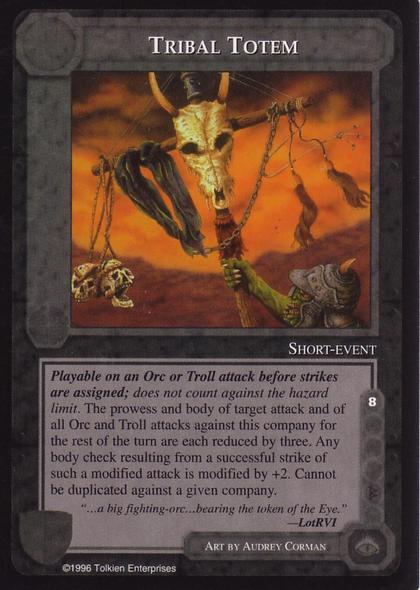 TRIBAL TOTEM
SHORT-EVENT
Playable on an Orc or Troll attack before strikes
are assigned; does not count against the hazard
limit. The prowess and body of target attack and of
all Orc and Troll attacks against this company for
the rest of the turn are each reduced by three. Any
body check resulting from a successful strike of
such a modified attack is modified by +2. Cannot
be duplicated against a given company.
“...a big fighting-orc...bearing the token of the Eye.”
—LotRVI
8
ART BY AUDREY CORMAN
©1996 Tolkien Enterprises